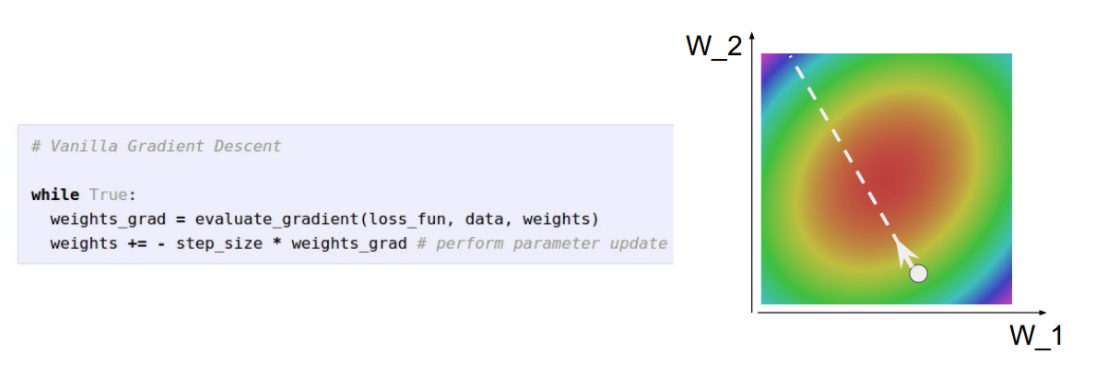 # Vanilla Gradient Descent
while True:
weights_grad = evaluate_gradient(loss_fun, data, weights)
weights += - step_size * weights_grad # perform parameter update
W_2
W_1